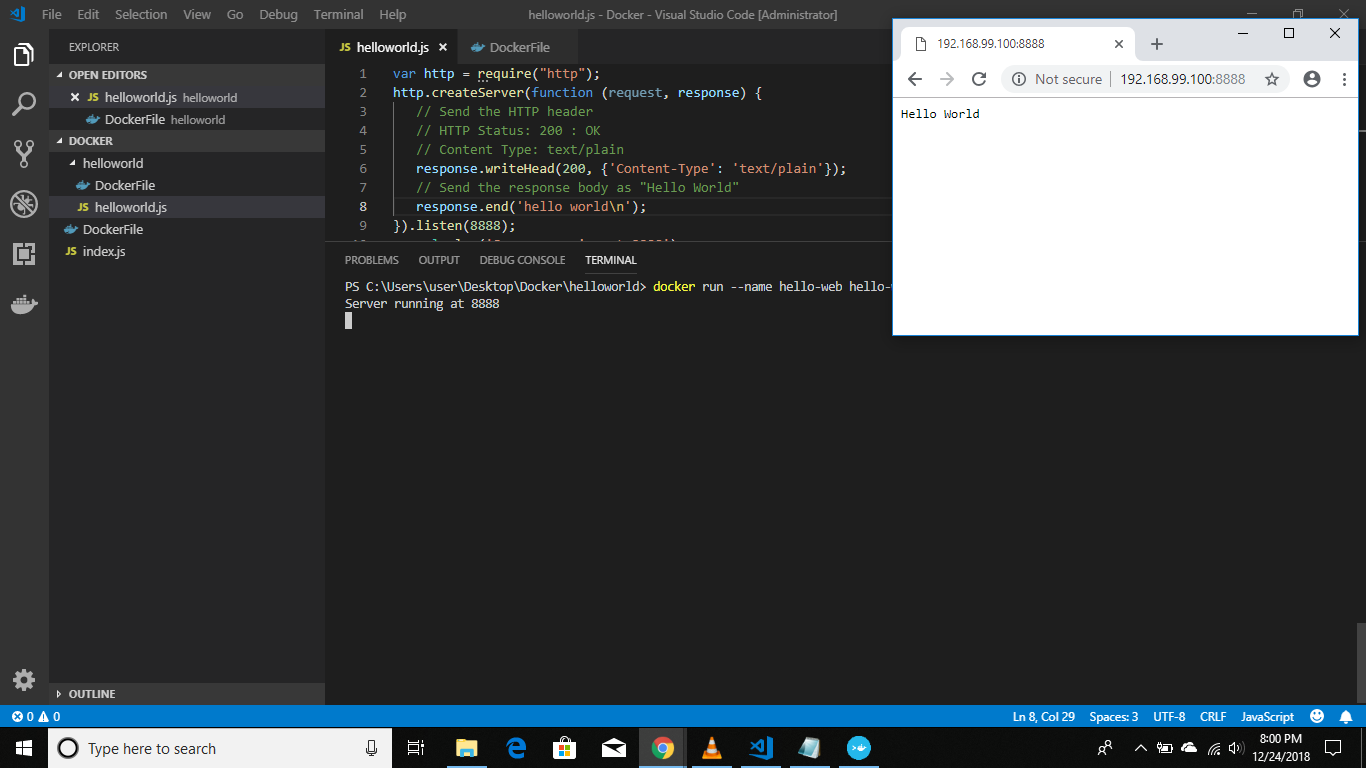 File Edit Selection View Go Debug Terminal Help
helloworld.js - Docker - Visual Studio Code [Administrator]
EXPLORER
OPEN EDITORS
JS helloworld.js helloworld
DockerFile helloworld
DOCKER
helloworld
DockerFile
JS helloworld.js
DockerFile
JS index.js
OUTLINE
JS helloworld.js
DockerFile
1 var http = require("http");
2 http.createServer(function (request, response) {
3 // Send the HTTP header
4 // HTTP Status: 200 : OK
5 // Content Type: text/plain
6 response.writeHead(200, {'Content-Type': 'text/plain'});
7 // Send the response body as "Hello World"
8 response.end('hello world\n');
9 }).listen(8888);
PROBLEMS OUTPUT DEBUG CONSOLE TERMINAL
PS C:\Users\user\Desktop\Docker\helloworld> docker run --name hello-web hello-
Server running at 8888
192.168.99.100:8888
Not secure 192.168.99.100:8888
Hello World
0 0
Ln 8, Col 29 Spaces: 3 UTF-8 CRLF JavaScript
Type here to search
8:00 PM
12/24/2018